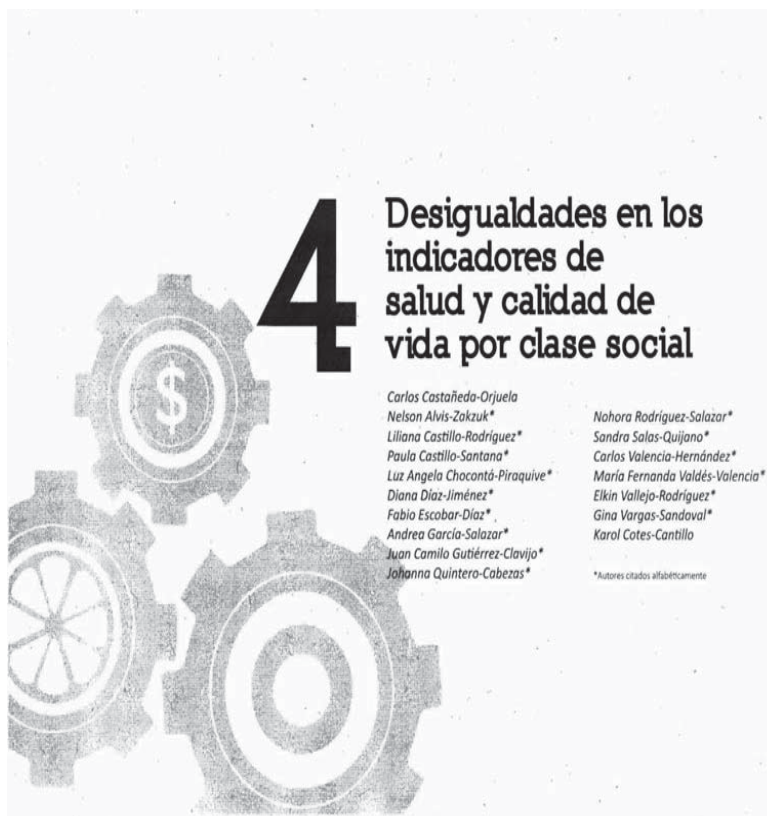 4
Desigualdades en los
indicadores de
salud y calidad de
vida por clase social
Carlos Castañeda-Orjuela
Nelson Alvis-Zakzuk*
Liliana Castillo-Rodríguez*
Paula Castillo-Santana*
Luz Angela Chocontá-Piraquive*
Diana Díaz-Jiménez*
Fabio Escobar-Díaz*
Andrea García-Salazar*
Juan Camilo Gutiérrez-Clavijo*
Johanna Quintero-Cabezas*
Nohora Rodríguez-Salazar*
Sandra Salas-Quijano*
Carlos Valencia-Hernández*
María Fernanda Valdés-Valencia*
Elkin Vallejo-Rodríguez*
Gina Vargas-Sandoval*
Karol Cotes-Cantillo
*Autores citados alfabéticamente
$